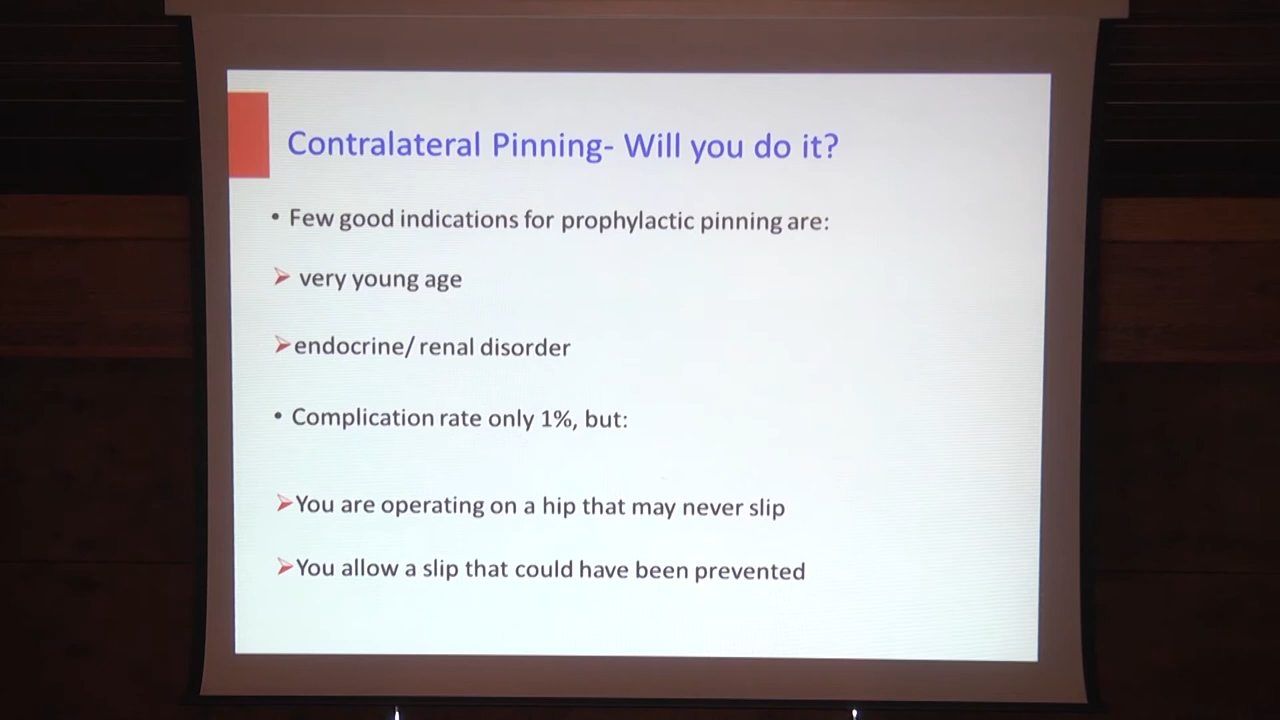 Contralateral Pinning- Will you do it?
• Few good indications for prophylactic pinning are:
➢ very young age
➢endocrine/ renal disorder
• Complication rate only 1%, but:
➢You are operating on a hip that may never slip
➢You allow a slip that could have been prevented